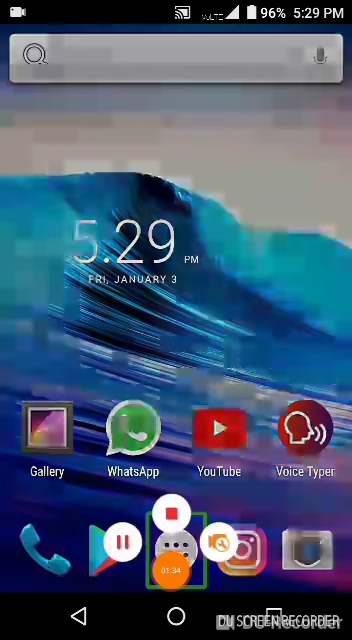 VoLTE 96% 5:29 PM
5.29 PM
FRI, JANUARY 3
Gallery WhatsApp YouTube Voice Typer
01:34
DU SCREEN RECORDER